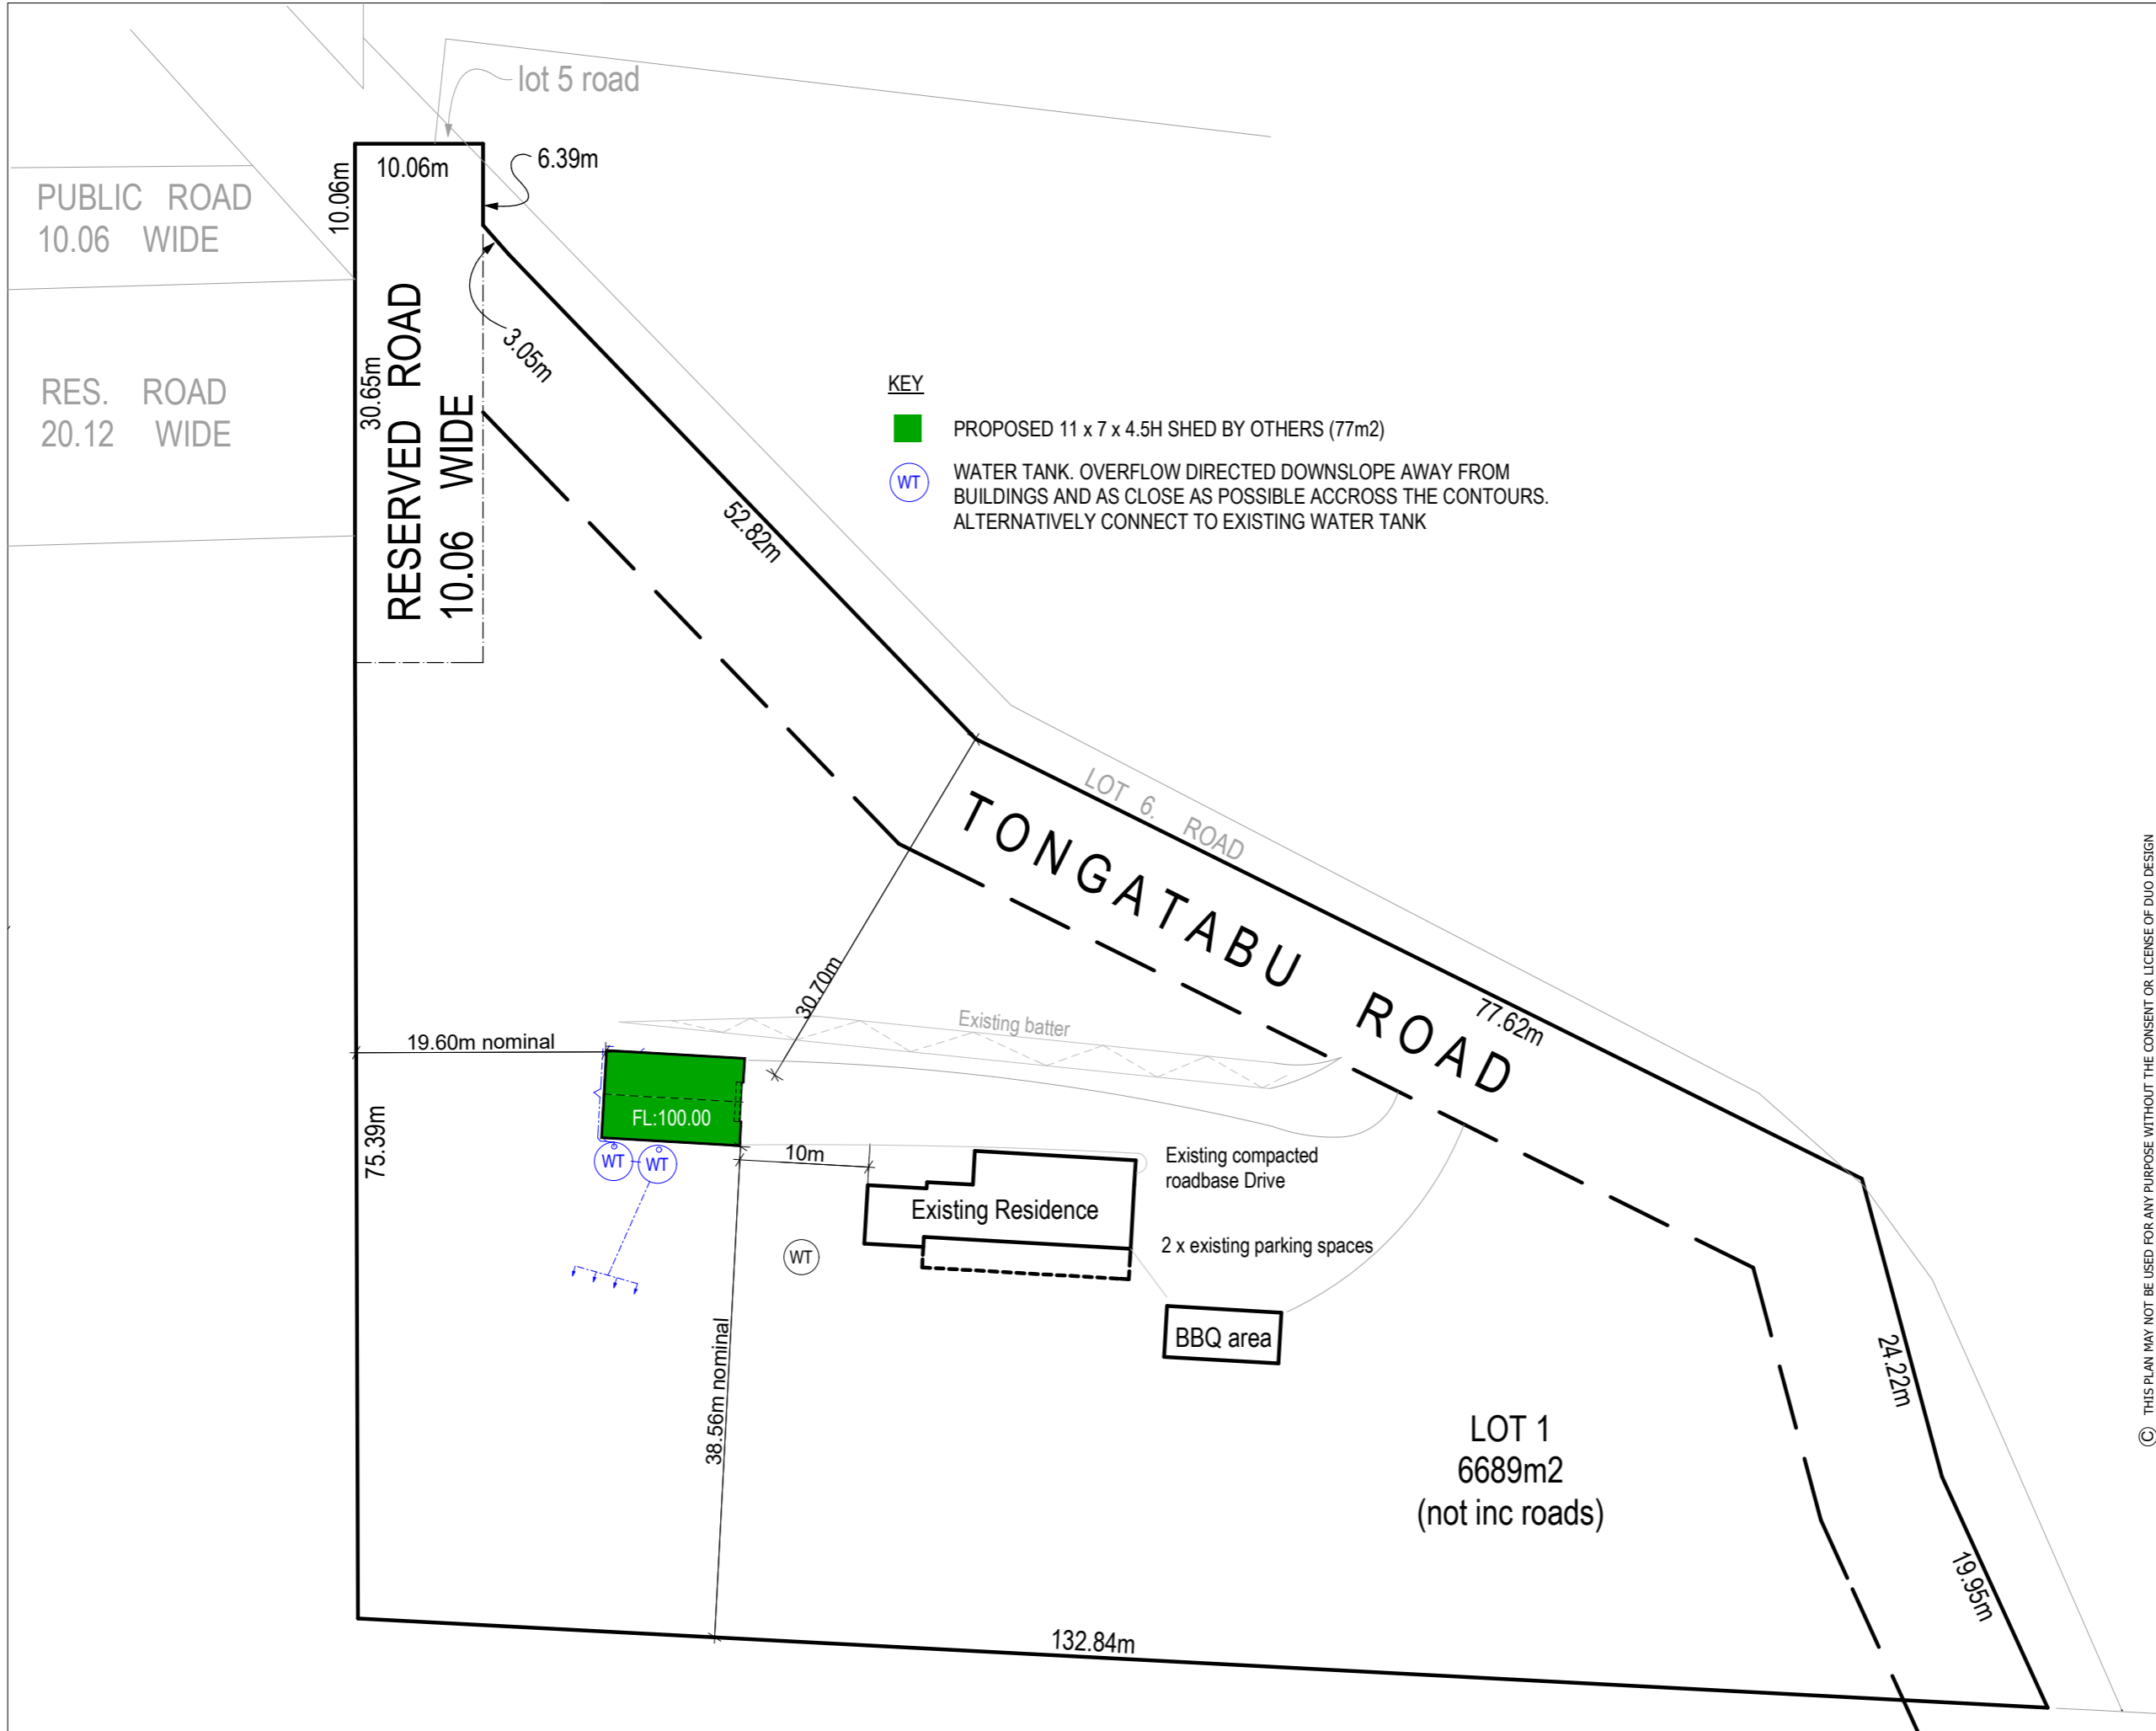 lot 5 road
10.06m
6.39m
10.06m
PUBLIC ROAD
10.06 WIDE
3.05m
RESERVED ROAD
10.06 WIDE
30.65m
RES. ROAD
20.12 WIDE
KEY
PROPOSED 11 x 7 x 4.5H SHED BY OTHERS (77m2)
WT
WATER TANK. OVERFLOW DIRECTED DOWNSLOPE AWAY FROM
BUILDINGS AND AS CLOSE AS POSSIBLE ACCROSS THE CONTOURS.
ALTERNATIVELY CONNECT TO EXISTING WATER TANK
52.82m
LOT 6. ROAD
TONGATABU ROAD
77.62m
30.70m
Existing batter
19.60m nominal
FL:100.00
75.39m
WT
WT
10m
Existing compacted
roadbase Drive
Existing Residence
2 x existing parking spaces
WT
BBQ area
38.56m nominal
24.22m
LOT 1
6689m2
(not inc roads)
19.95m
132.84m
© THIS PLAN MAY NOT BE USED FOR ANY PURPOSE WITHOUT THE CONSENT OR LICENSE OF DUO DESIGN